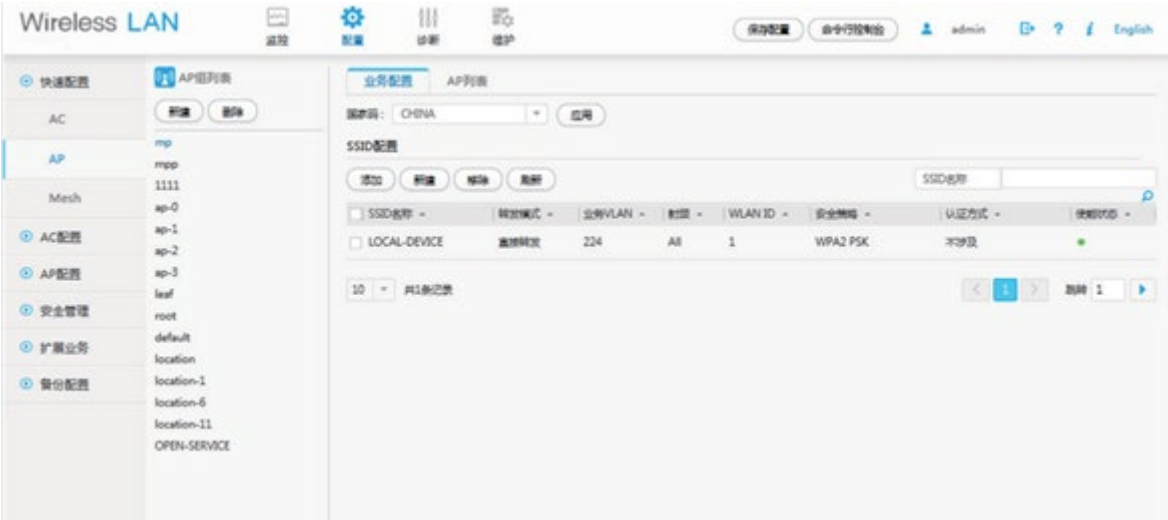 Wireless LAN
监控
配置
诊断
维护
保存配置
命令行控制台
admin
?
i
English
快速配置
AC
AP
Mesh
AC配置
AP配置
安全管理
扩展业务
备份配置
AP组列表
新建
删除
mp
mpp
1111
ap-0
ap-1
ap-2
ap-3
leaf
root
default
location
location-1
location-6
location-11
OPEN-SERVICE
业务配置 AP列表
国家码: CHINA 应用
SSID配置
添加 新建 移除 刷新 SSID名称
SSID名称 转发模式 业务VLAN 射频 WLAN ID 安全策略 认证方式 使能状态
LOCAL-DEVICE 直接转发 224 All 1 WPA2 PSK 不涉及
10 共1条记录 < 1 > 跳转 1